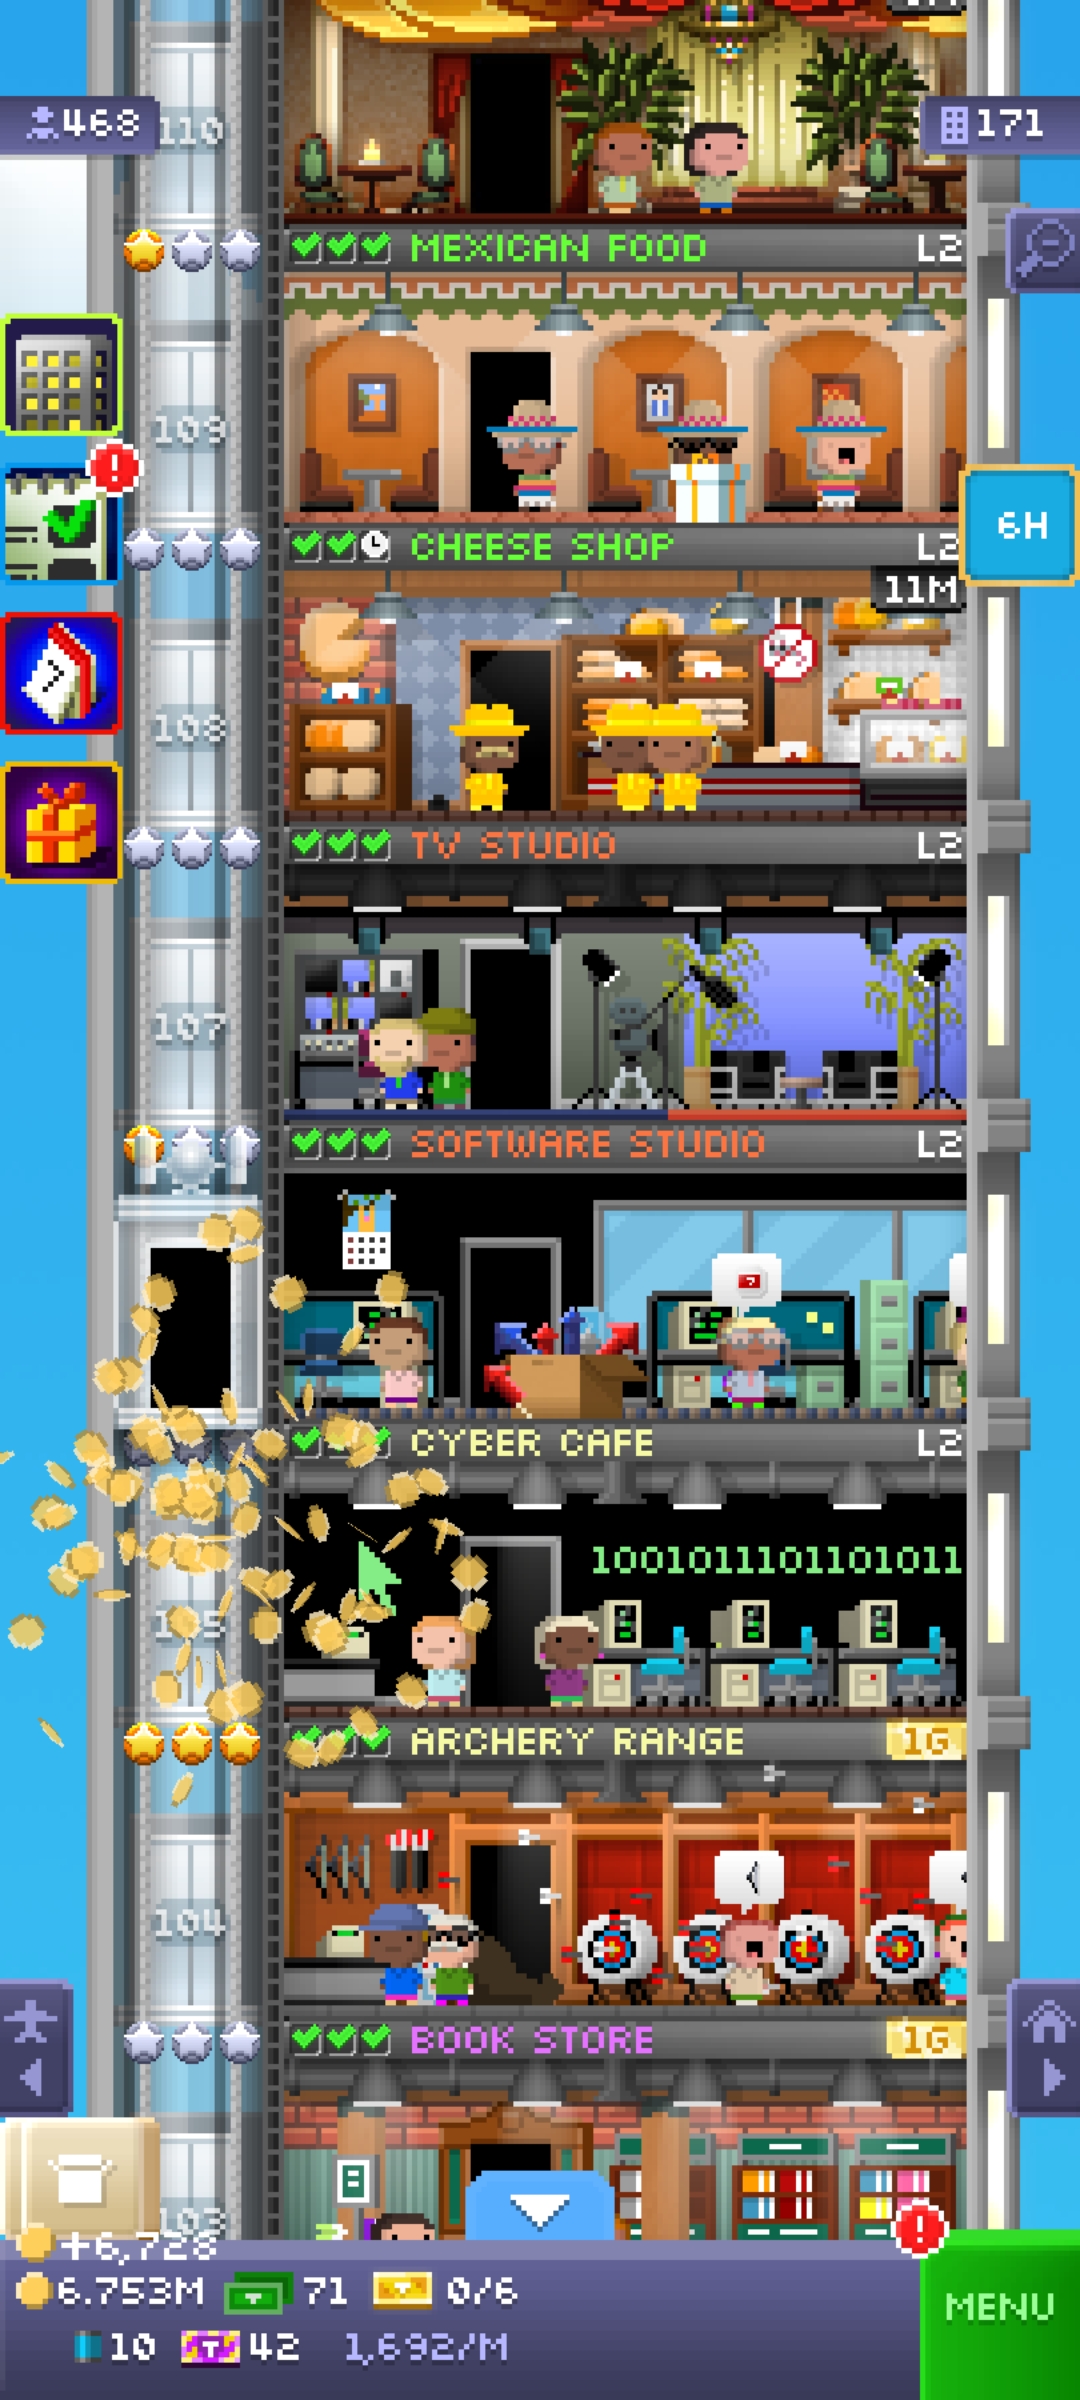 468
110
171
MEXICAN FOOD L2
109
6H
CHEESE SHOP L2
11M
108
TV STUDIO L2
107
SOFTWARE STUDIO L2
CYBER CAFE L2
1001011101101011
105
ARCHERY RANGE 1G
104
BOOK STORE 1G
103
+6,728
6.753M 71 0/6
MENU
10 42 1,692/M